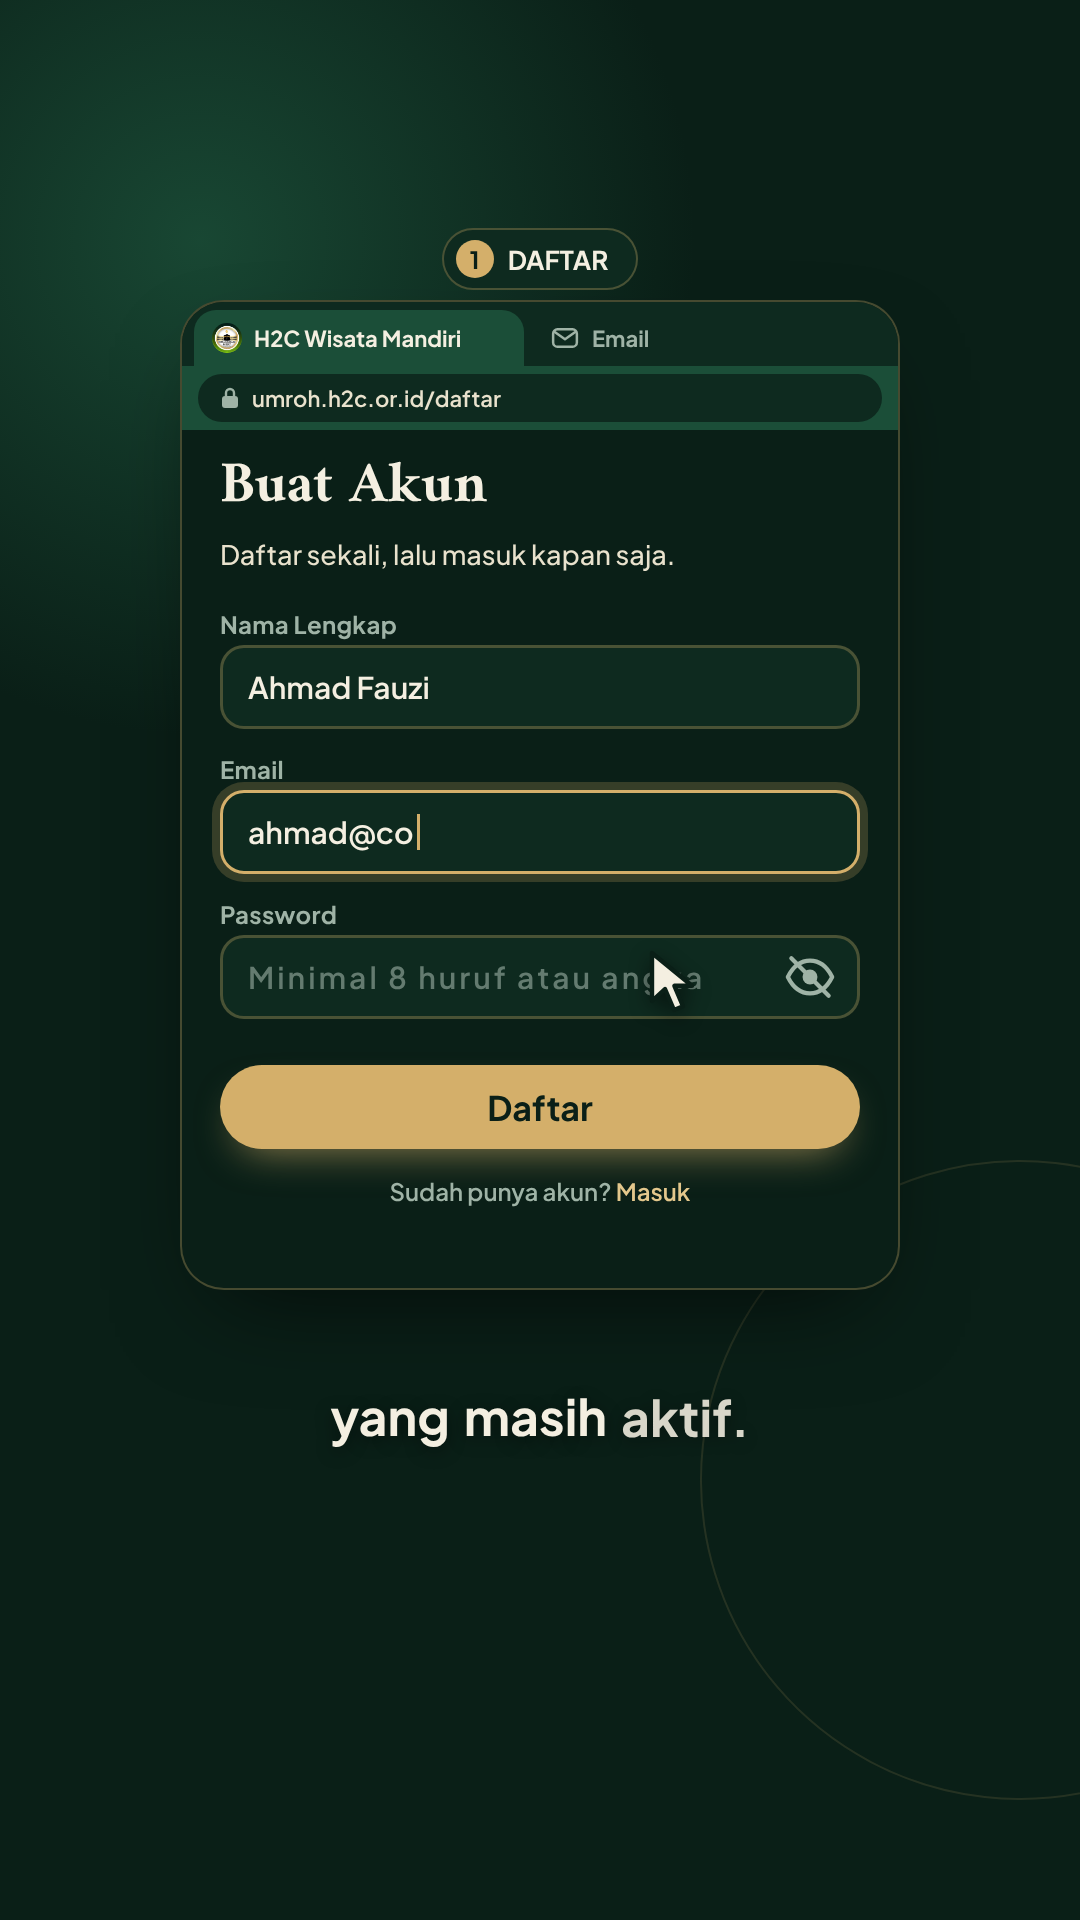 1 DAFTAR
H2C Wisata Mandiri
Email
umroh.h2c.or.id/daftar
Buat Akun
Daftar sekali, lalu masuk kapan saja.
Nama Lengkap
Ahmad Fauzi
Email
ahmad@co
Password
Minimal 8 huruf atau
Daftar
Sudah punya akun? Masuk
yang masih aktif.